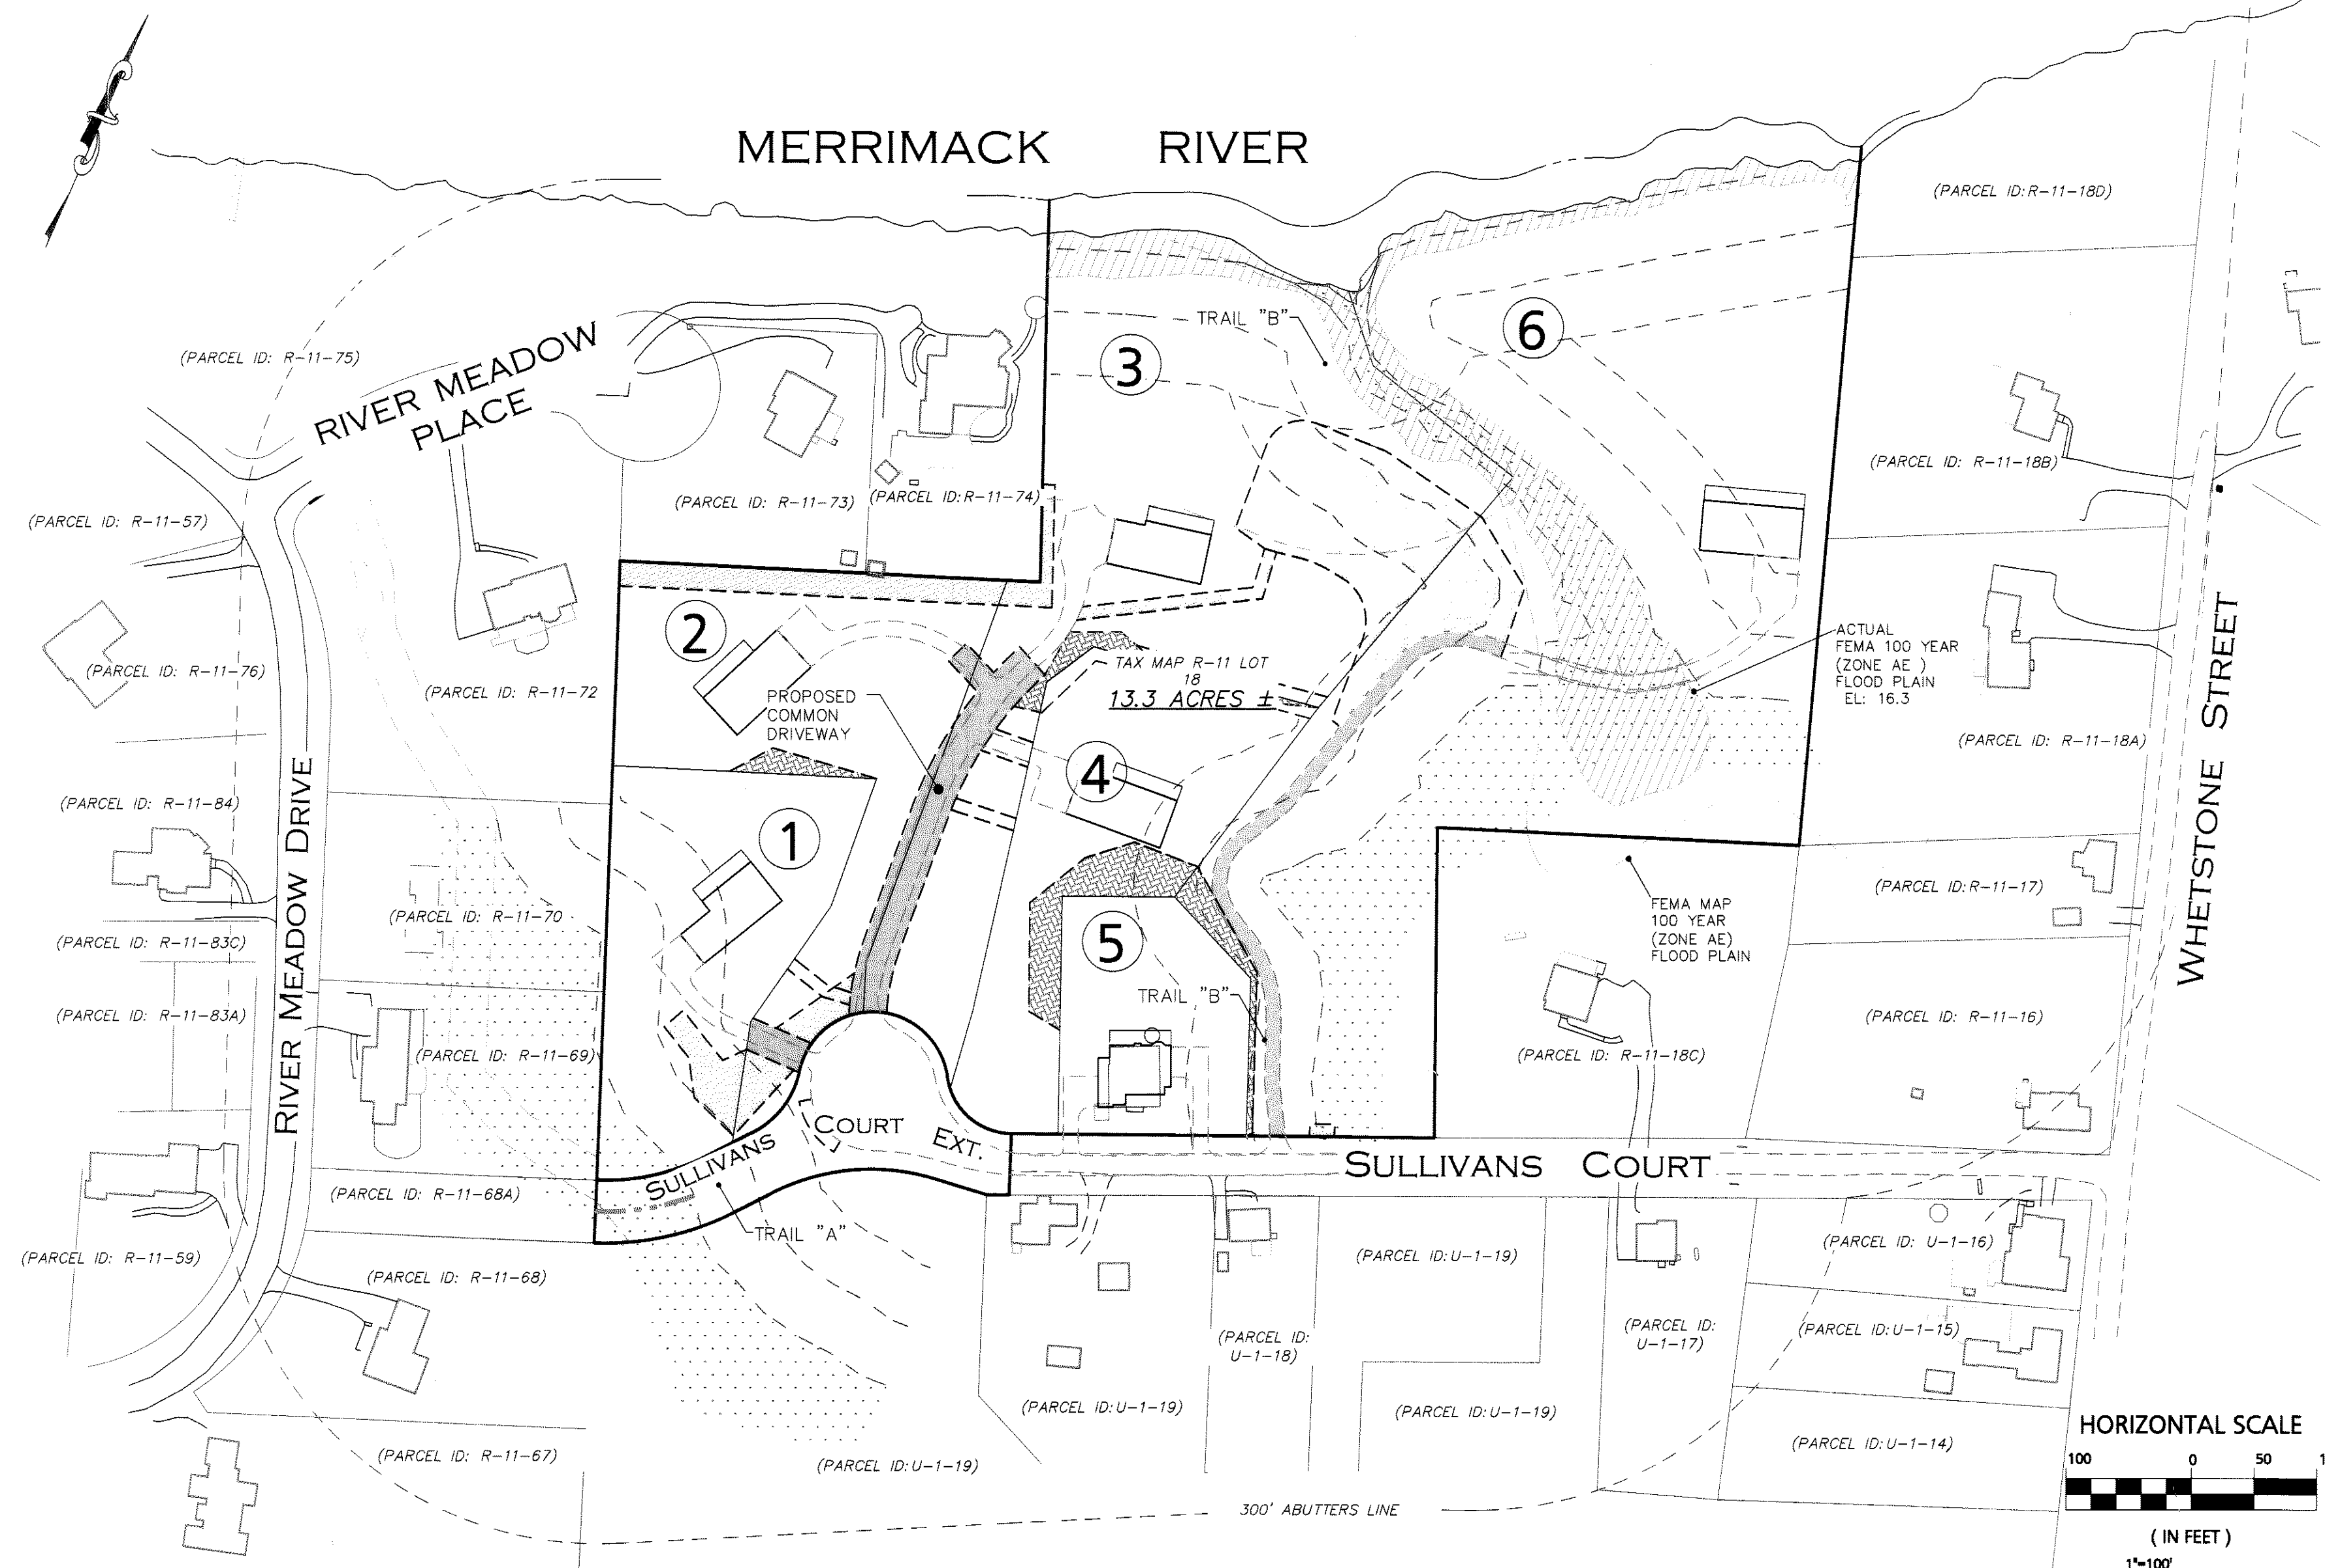 MERRIMACK RIVER
(PARCEL ID: R-11-18D)
TRAIL "B"
6
3
(PARCEL ID: R-11-75)
RIVER MEADOW
PLACE
(PARCEL ID: R-11-18B)
(PARCEL ID: R-11-73)
(PARCEL ID: R-11-74)
(PARCEL ID: R-11-57)
2
ACTUAL
FEMA 100 YEAR
(ZONE AE )
FLOOD PLAIN
EL: 16.3
(PARCEL ID: R-11-76)
(PARCEL ID: R-11-72
TAX MAP R-11 LOT
18
13.3 ACRES ±
PROPOSED
COMMON
DRIVEWAY
(PARCEL ID: R-11-18A)
WHETSTONE STREET
4
(PARCEL ID: R-11-84)
RIVER MEADOW DRIVE
1
(PARCEL ID: R-11-17)
(PARCEL ID: R-11-70
FEMA MAP
100 YEAR
(ZONE AE)
FLOOD PLAIN
(PARCEL ID: R-11-83C)
5
TRAIL "B"
(PARCEL ID: R-11-83A)
(PARCEL ID: R-11-16)
(PARCEL ID: R-11-69)
(PARCEL ID: R-11-18C)
SULLIVANS COURT EXT.
SULLIVANS COURT
(PARCEL ID: R-11-68A)
TRAIL "A"
(PARCEL ID: R-11-59)
(PARCEL ID: R-11-68)
(PARCEL ID: U-1-19)
(PARCEL ID: U-1-16)
(PARCEL ID:
U-1-18)
(PARCEL ID:
U-1-17)
(PARCEL ID: U-1-15)
(PARCEL ID: U-1-19)
(PARCEL ID: U-1-19)
(PARCEL ID: R-11-67)
(PARCEL ID: U-1-19)
(PARCEL ID: U-1-14)
300' ABUTTERS LINE
HORIZONTAL SCALE
100 0 50 1
( IN FEET )
1"=100'